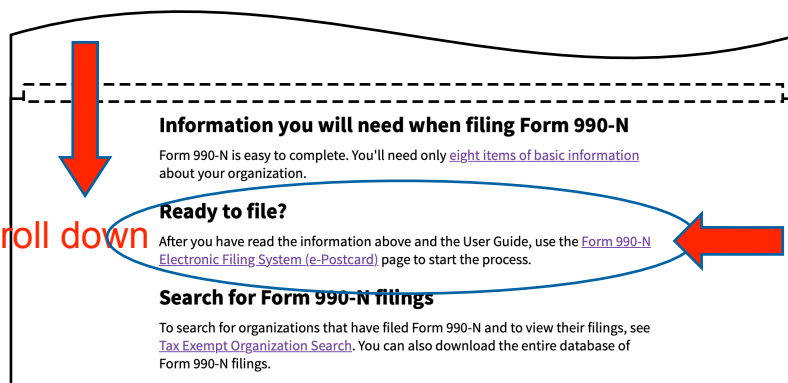 Information you will need when filing Form 990-N
Form 990-N is easy to complete. You'll need only eight items of basic information
about your organization.
Ready to file?
roll down
After you have read the information above and the User Guide, use the Form 990-N
Electronic Filing System (e-Postcard) page to start the process.
Search for Form 990-N filings
To search for organizations that have filed Form 990-N and to view their filings, see
Tax Exempt Organization Search. You can also download the entire database of
Form 990-N filings.